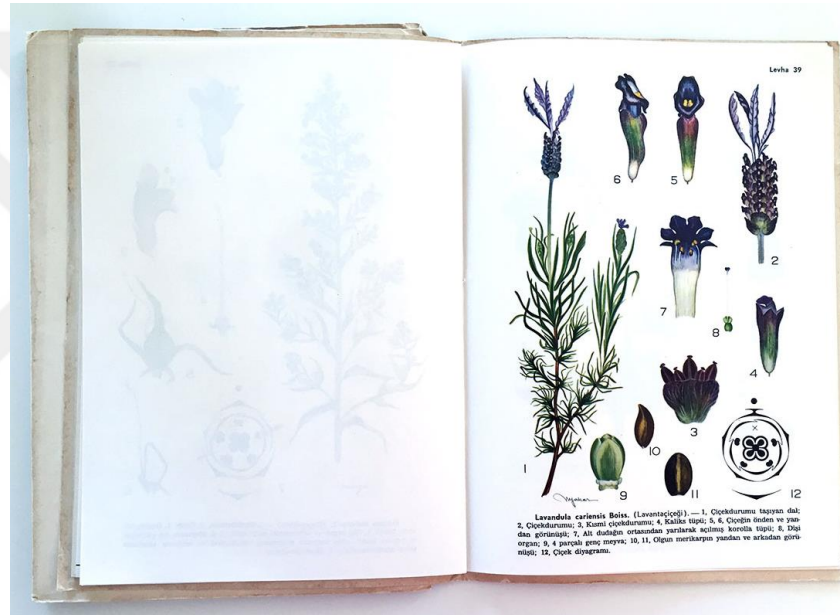 Levha 39
6
5
2
7
8
4
3
10
1
9
11
12
Lavandula cariensis Boiss. (Lavantaçiçeği). — 1, Çiçekdurumu taşıyan dal;
2, Çiçekdurumu; 3, Kısmi çiçekdurumu; 4, Kaliks tüpü; 5, 6, Çiçeğin önden ve yan-
dan görünüşü; 7, Alt dudağın ortasından yarılarak açılmış korolla tüpü; 8, Dişi
organ; 9, 4 parçalı genç meyva; 10, 11, Olgun merikarpın yandan ve arkadan görü-
nüşü; 12, Çiçek diyagramı.